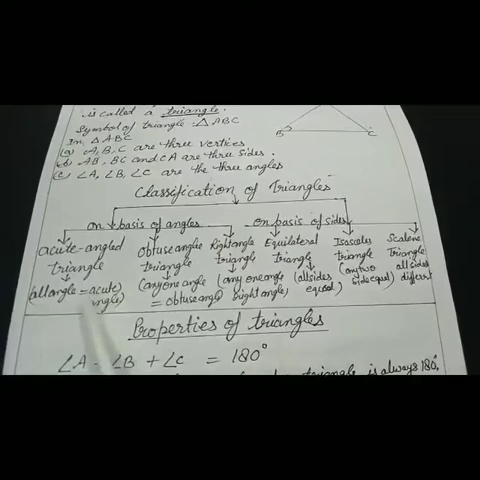 is called a triangle.
Symbol of triangle :- △ ABC
In △ ABC
(a) A, B, C are three vertices
(b) AB, BC and CA are three sides.
(c) ∠A, ∠B, ∠C are the three angles
B
C
Classification of Triangles
on basis of angles
on basis of sides
acute-angled triangle
(all angle = acute angle)
Obtuse angle triangle
(any one angle = obtuse angle)
Right angle triangle
(any one angle right angle)
Equilateral triangle
(all sides equal)
Isosceles triangle
(any two side equal)
Scalene Triangle
all sides different
Properties of triangles
∠A ∠B + ∠C = 180°
triangle is always 180°,